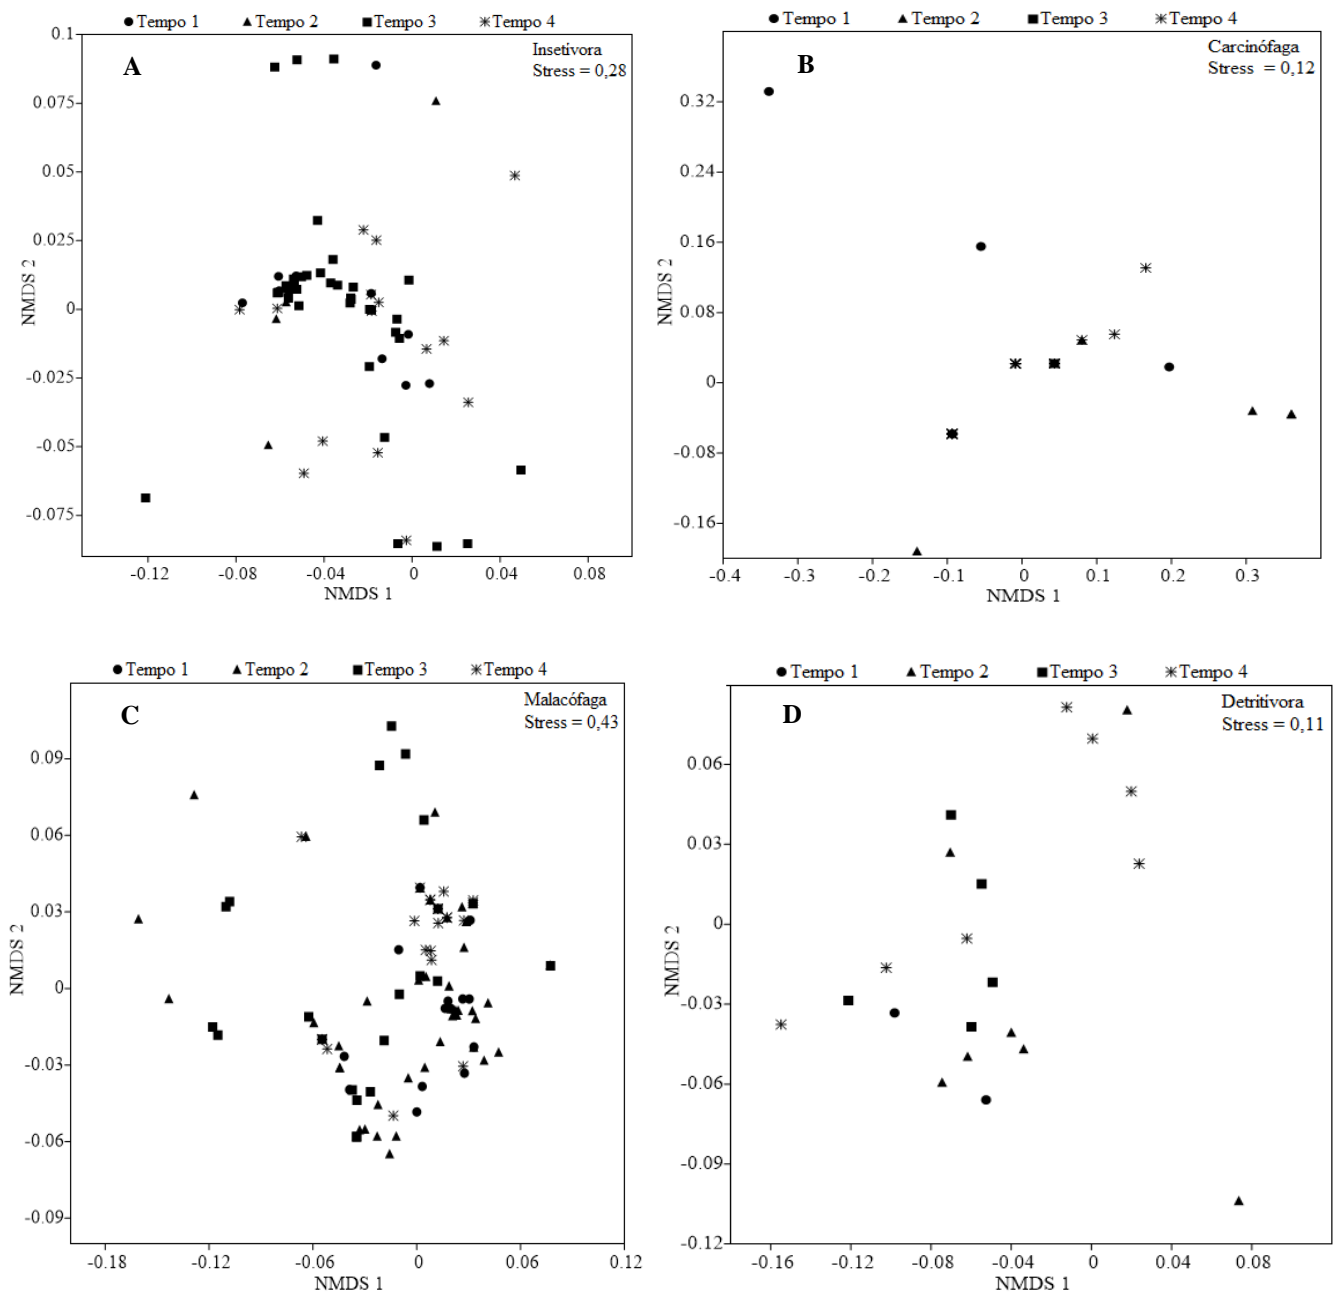 Tempo 1 Tempo 2 Tempo 3 Tempo 4
A
Insetívora
Stress = 0,28
0.1
0.075
0.05
0.025
0
-0.025
-0.05
-0.075
NMDS 2
-0.12 -0.08 -0.04 0 0.04 0.08
NMDS 1
Tempo 1 Tempo 2 Tempo 3 Tempo 4
B
Carcinófaga
Stress = 0,12
0.32
0.24
0.16
0.08
0
-0.08
-0.16
NMDS 2
-0.4 -0.3 -0.2 -0.1 0 0.1 0.2 0.3
NMDS 1
Tempo 1 Tempo 2 Tempo 3 Tempo 4
C
Malacófaga
Stress = 0,43
0.09
0.06
0.03
0
-0.03
-0.06
-0.09
NMDS 2
-0.18 -0.12 -0.06 0 0.06 0.12
NMDS 1
Tempo 1 Tempo 2 Tempo 3 Tempo 4
D
Detritívora
Stress = 0,11
0.06
0.03
0
-0.03
-0.06
-0.09
-0.12
NMDS 2
-0.16 -0.12 -0.08 -0.04 0 0.04 0.08
NMDS 1